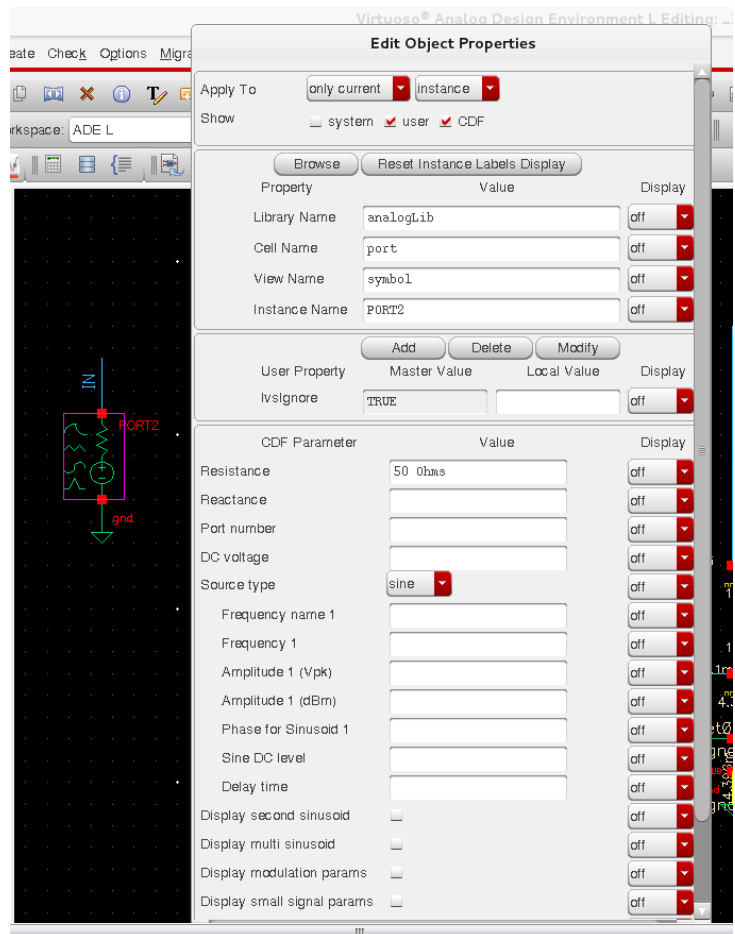 Virtuoso® Analog Design Environment L Editing:
Edit Object Properties
eate Check Options Migra
Apply To only current instance
Show system user CDF
rkspace: ADE L
Browse Reset Instance Labels Display
Property Value Display
Library Name analogLib off
Cell Name port off
View Name symbol off
Instance Name PORT2 off
Add Delete Modify
User Property Master Value Local Value Display
lvsIgnore TRUE off
IN
PORT2
gnd
CDF Parameter Value Display
Resistance 50 Ohms off
Reactance off
Port number off
DC voltage off
Source type sine off
Frequency name 1 off
Frequency 1 off
Amplitude 1 (Vpk) off
Amplitude 1 (dBm) off
Phase for Sinusoid 1 off
Sine DC level off
Delay time off
Display second sinusoid off
Display multi sinusoid off
Display modulation params off
Display small signal params off